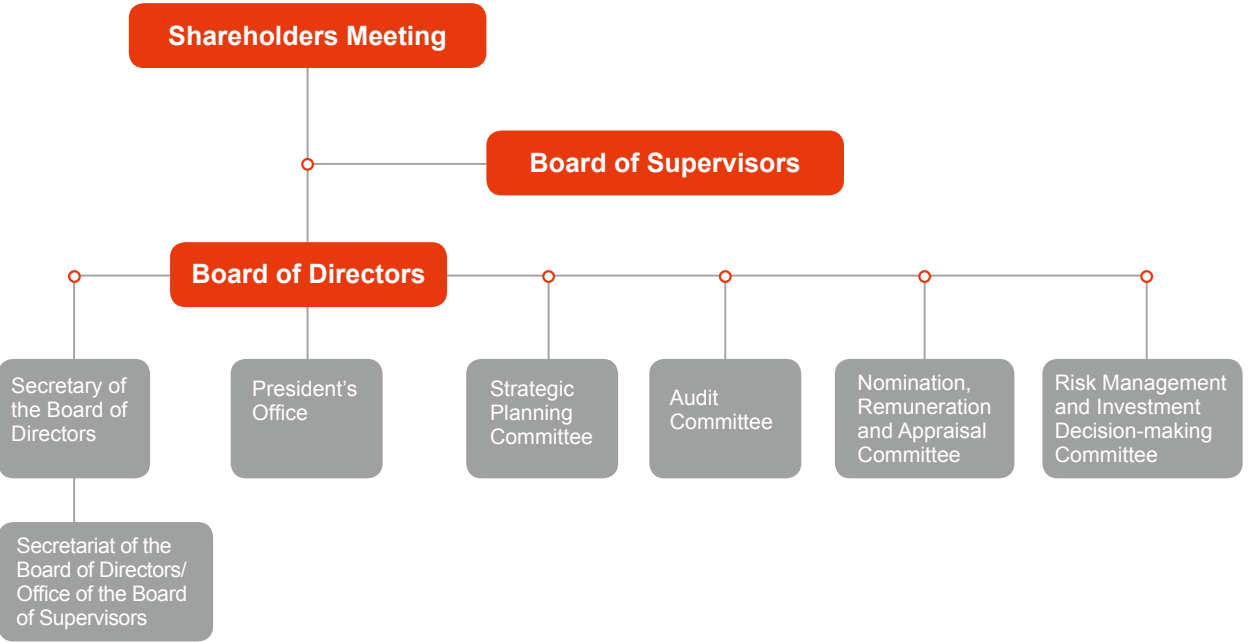 Shareholders Meeting
Board of Supervisors
Board of Directors
Secretary of
the Board of
Directors
President’s
Office
Strategic
Planning
Committee
Audit
Committee
Nomination,
Remuneration
and Appraisal
Committee
Risk Management
and Investment
Decision-making
Committee
Secretariat of the
Board of Directors/
Office of the Board
of Supervisors